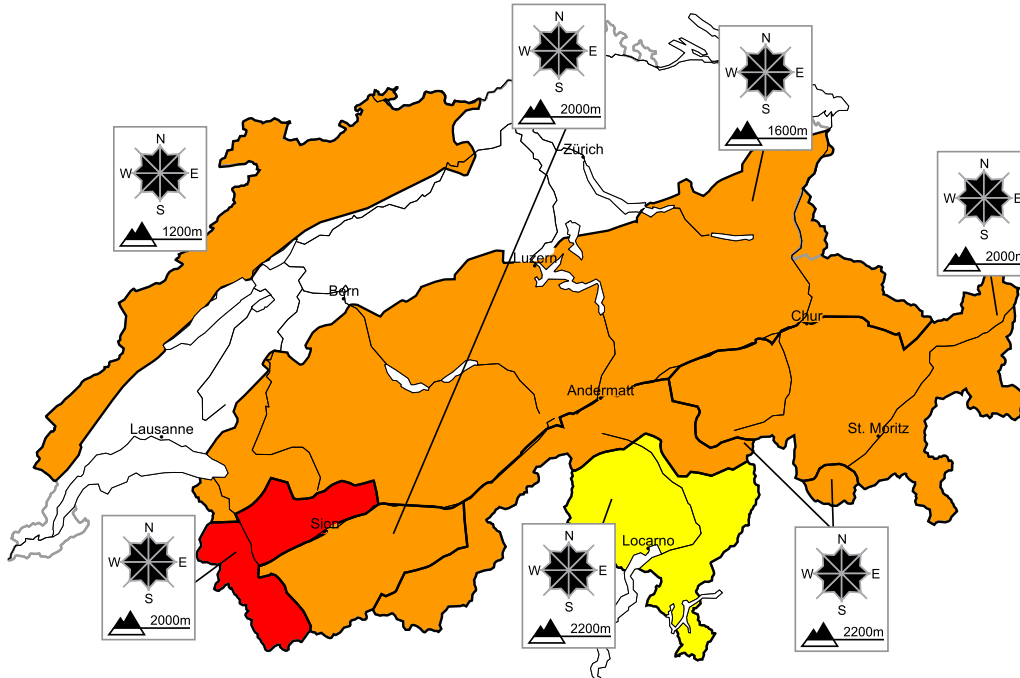 N
W E
S
2000m
N
W E
S
1600m
N
W E
S
1200m
Zürich
N
W E
S
2000m
Luzern
Bern
Chur
Andermatt
Lausanne
St. Moritz
Sion
Locarno
N
W E
S
2000m
N
W E
S
2200m
N
W E
S
2200m